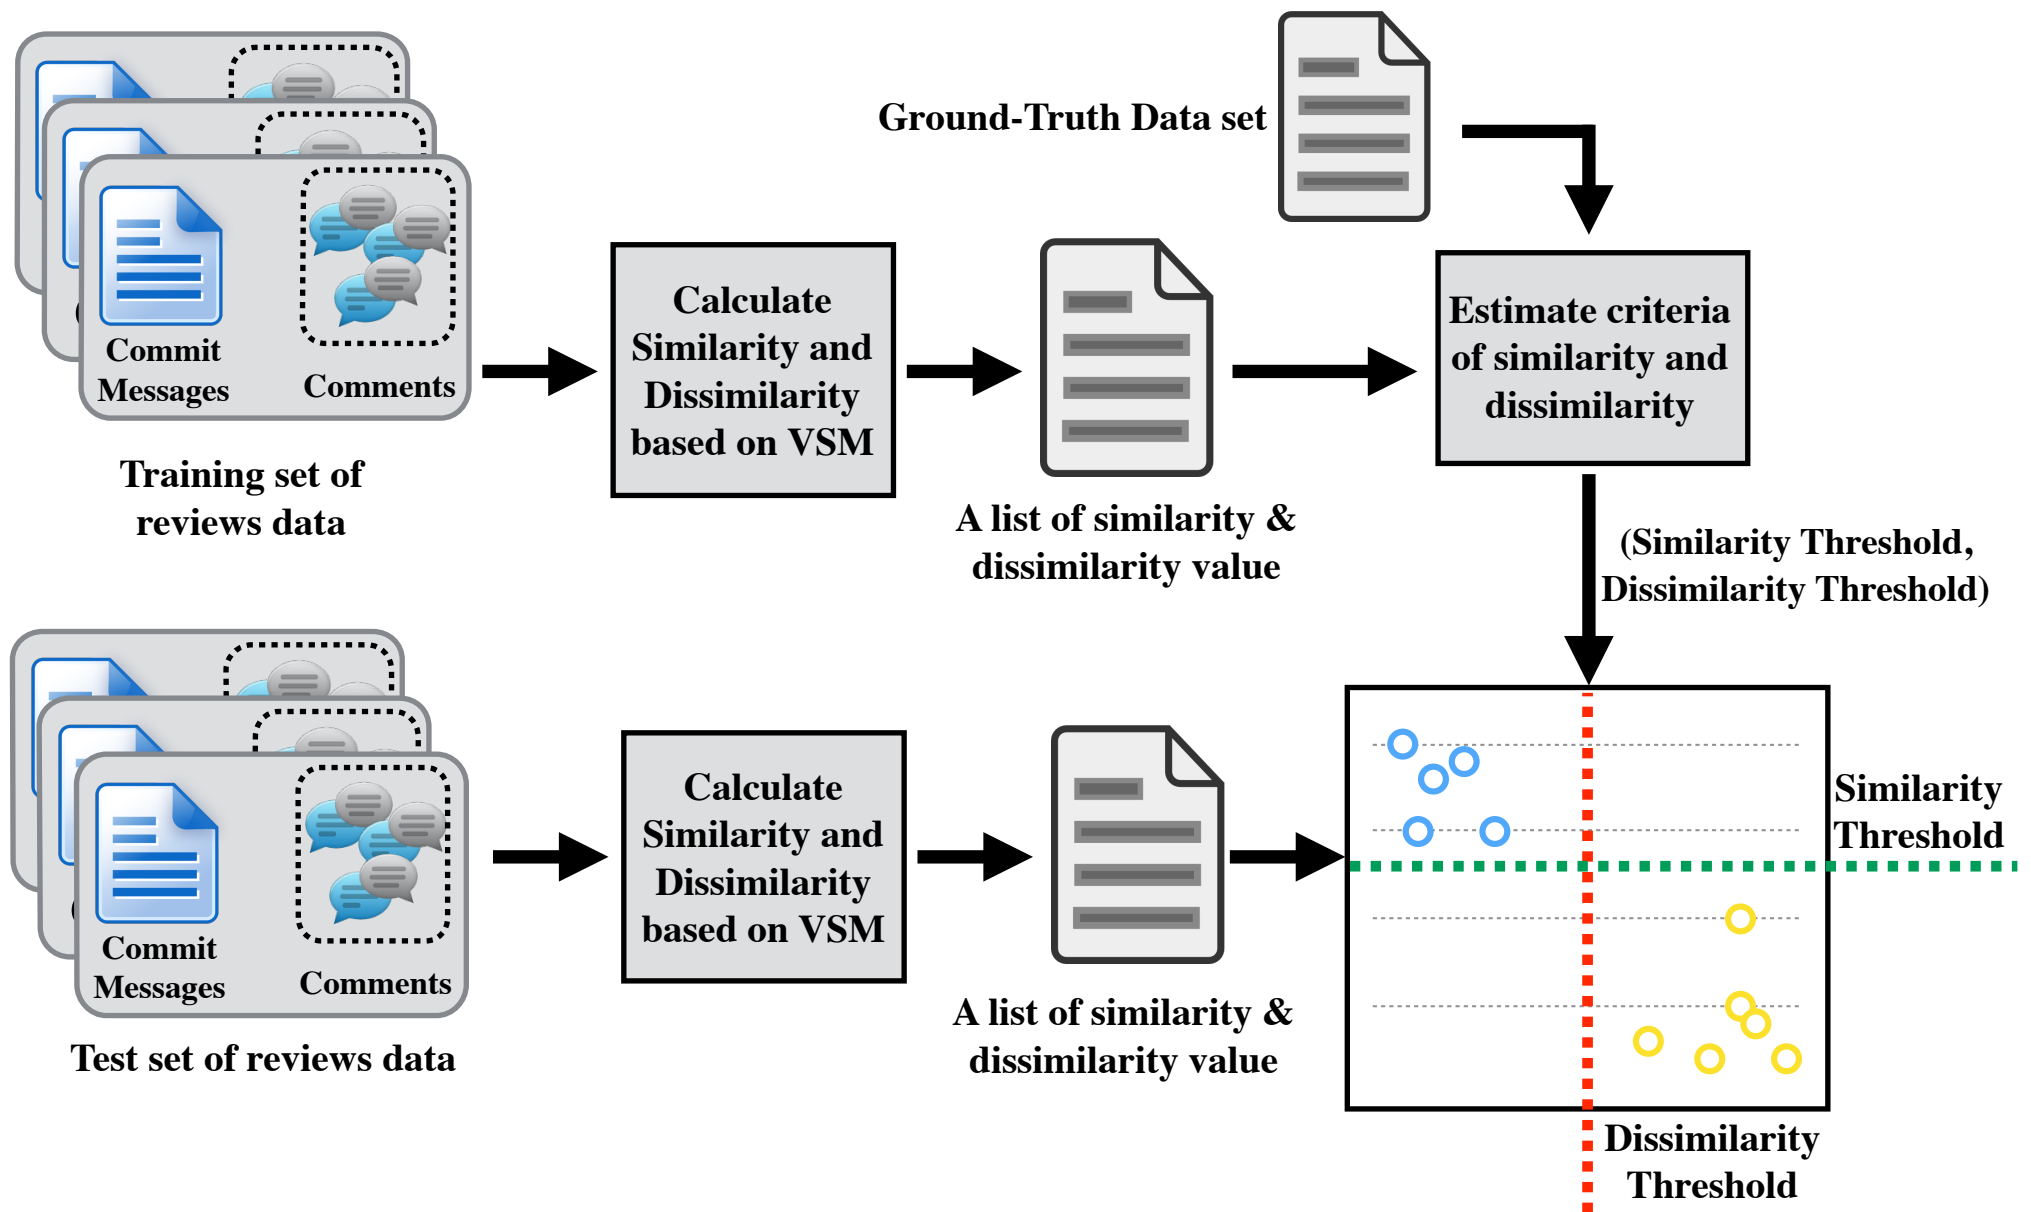 Ground-Truth Data set
Commit
Messages
Comments
Training set of
reviews data
Calculate
Similarity and
Dissimilarity
based on VSM
A list of similarity &
dissimilarity value
Estimate criteria
of similarity and
dissimilarity
(Similarity Threshold,
Dissimilarity Threshold)
Commit
Messages
Comments
Test set of reviews data
Calculate
Similarity and
Dissimilarity
based on VSM
A list of similarity &
dissimilarity value
Similarity
Threshold
Dissimilarity
Threshold